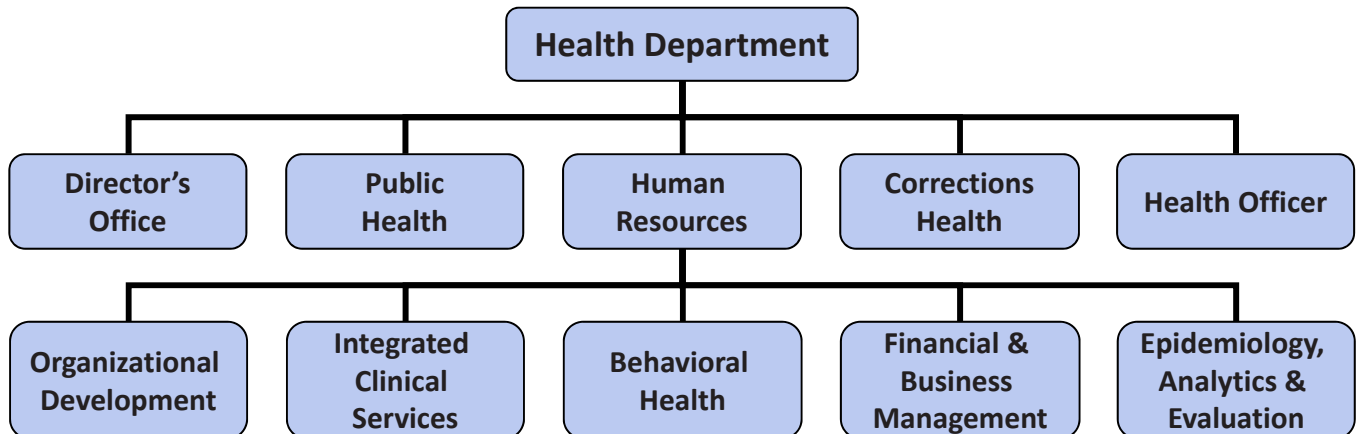 Health Department
Director's
Office
Public
Health
Human
Resources
Corrections
Health
Health Officer
Organizational
Development
Integrated
Clinical
Services
Behavioral
Health
Financial &
Business
Management
Epidemiology,
Analytics &
Evaluation